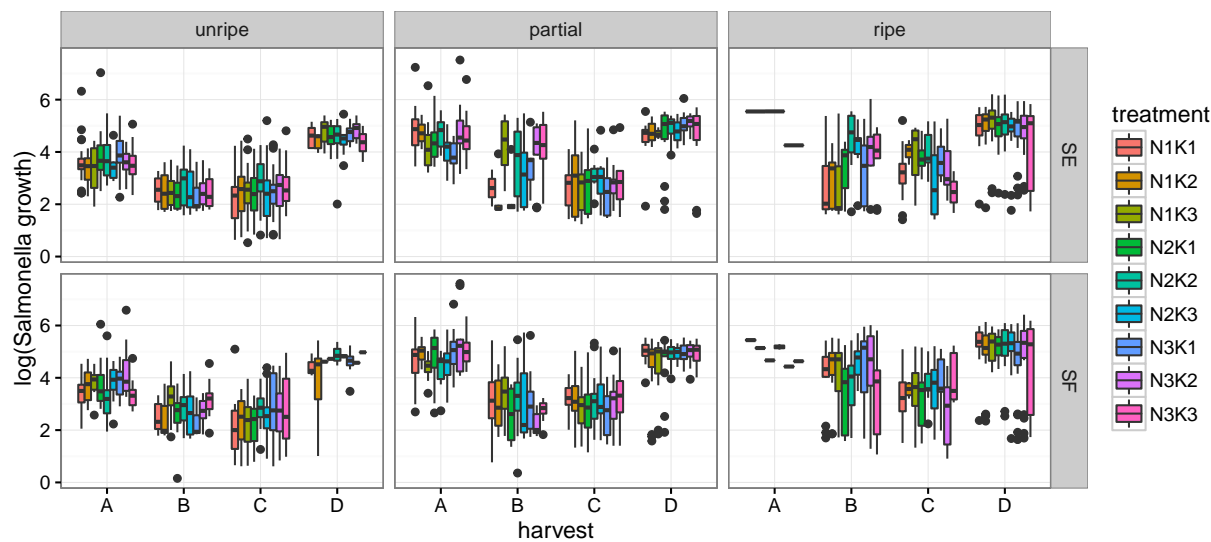 unripe partial ripe
6
4
2
0
SE
6
4
2
0
SF
log(Salmonella growth)
A B C D A B C D A B C D
harvest
treatment
N1K1
N1K2
N1K3
N2K1
N2K2
N2K3
N3K1
N3K2
N3K3